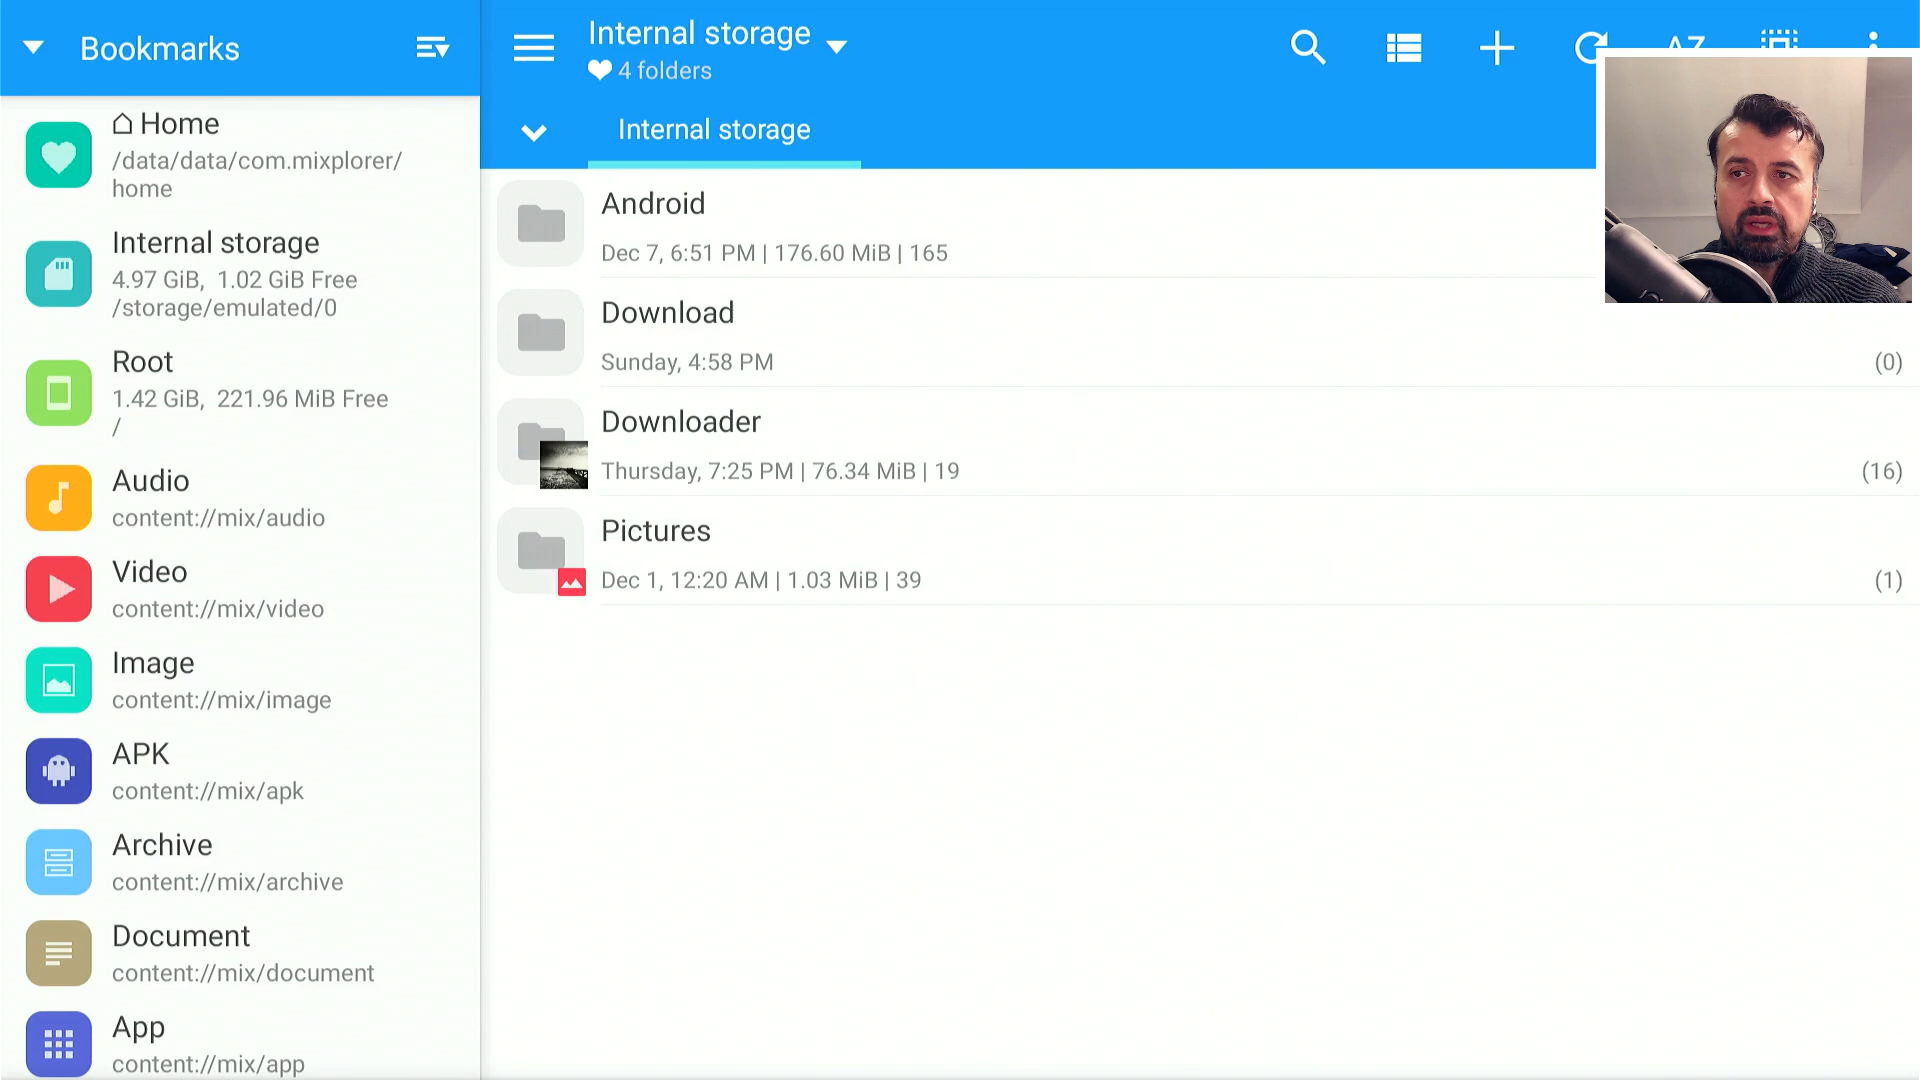 Bookmarks
Home
/data/data/com.mixplorer/
home
Internal storage
4.97 GiB, 1.02 GiB Free
/storage/emulated/0
Root
1.42 GiB, 221.96 MiB Free
/
Audio
content://mix/audio
Video
content://mix/video
Image
content://mix/image
APK
content://mix/apk
Archive
content://mix/archive
Document
content://mix/document
App
content://mix/app
Internal storage
4 folders
AZ
Internal storage
Android
Dec 7, 6:51 PM | 176.60 MiB | 165
Download
Sunday, 4:58 PM
(0)
Downloader
Thursday, 7:25 PM | 76.34 MiB | 19
(16)
Pictures
Dec 1, 12:20 AM | 1.03 MiB | 39
(1)